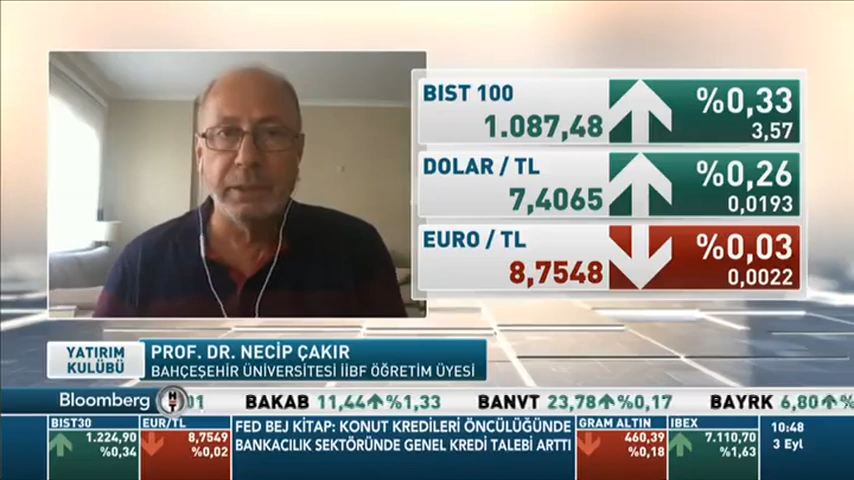 BIST 100
1.087,48
%0,33
3,57
DOLAR / TL
7,4065
%0,26
0,0193
EURO / TL
8,7548
%0,03
0,0022
YATIRIM
KULÜBÜ
PROF. DR. NECİP ÇAKIR
BAHÇEŞEHİR ÜNİVERSİTESİ İİBF ÖĞRETİM ÜYESİ
Bloomberg HT 01 BAKAB 11,44 %1,33 BANVT 23,78 %0,17 BAYRK 6,80
BIST30
1.224,90
%0,34
EUR/TL
8,7549
%0,02
FED BEJ KİTAP: KONUT KREDİLERİ ÖNCÜLÜĞÜNDE
BANKACILIK SEKTÖRÜNDE GENEL KREDİ TALEBİ ARTTI
GRAM ALTIN
460,39
%0,18
IBEX
7.110,70
%1,63
10:48
3 Eyl